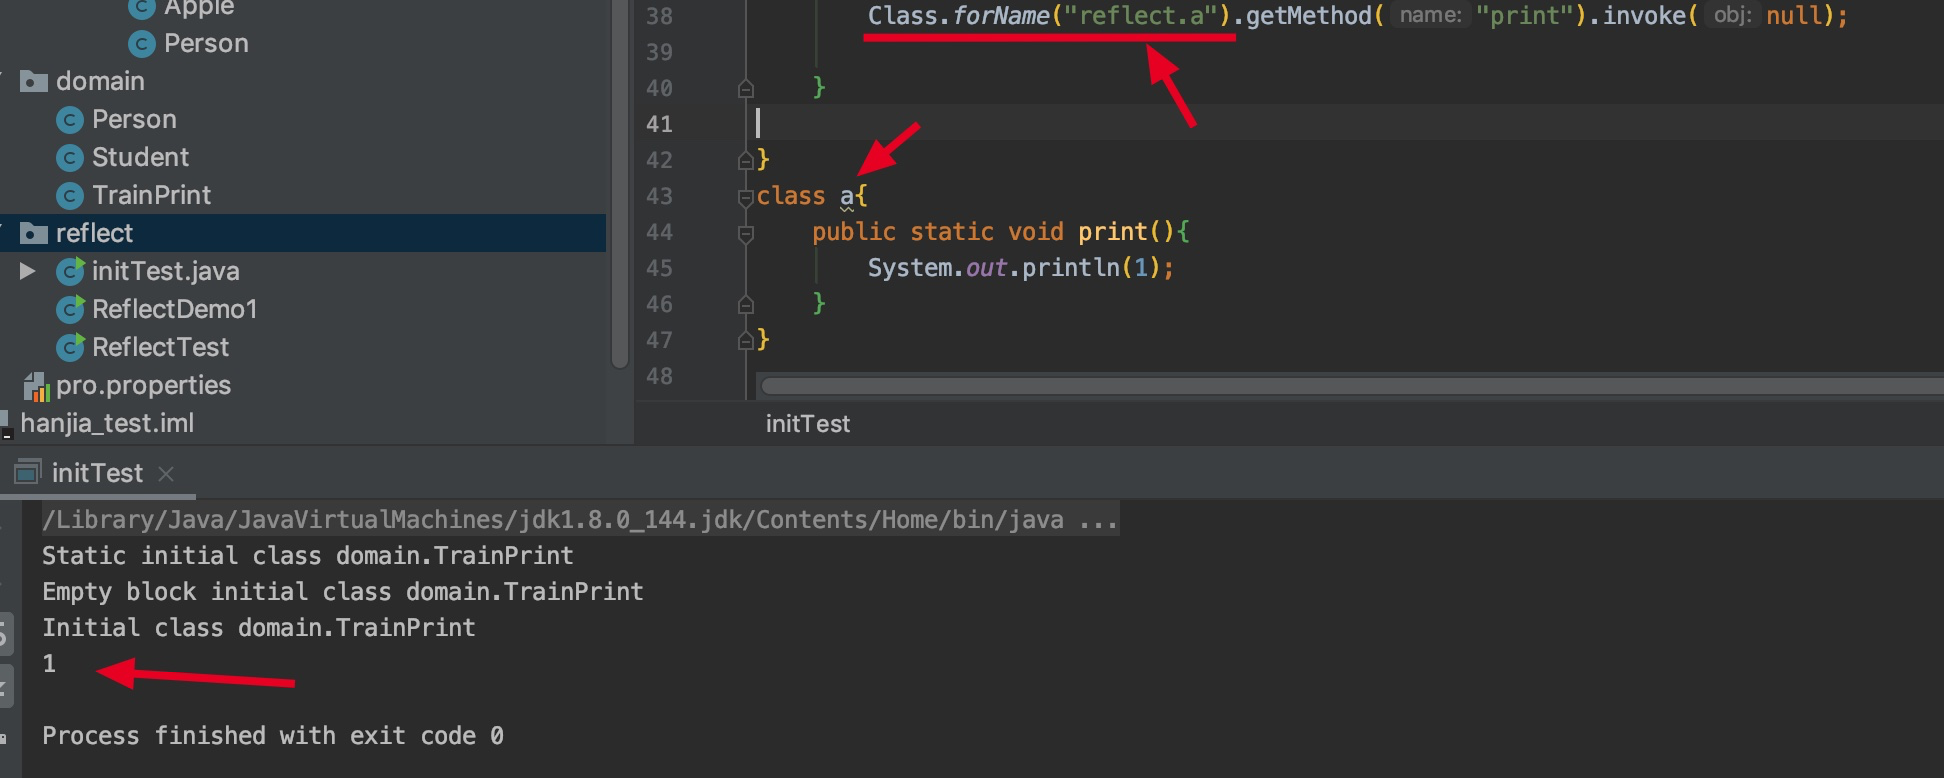 Apple
Person
domain
Person
Student
TrainPrint
reflect
initTest.java
ReflectDemo1
ReflectTest
pro.properties
hanjia_test.iml
38 Class.forName("reflect.a").getMethod( name: "print").invoke( obj: null);
39
40 }
41
42 }
43 class a{
44 public static void print(){
45 System.out.println(1);
46 }
47 }
48
initTest
initTest
/Library/Java/JavaVirtualMachines/jdk1.8.0_144.jdk/Contents/Home/bin/java ...
Static initial class domain.TrainPrint
Empty block initial class domain.TrainPrint
Initial class domain.TrainPrint
1
Process finished with exit code 0